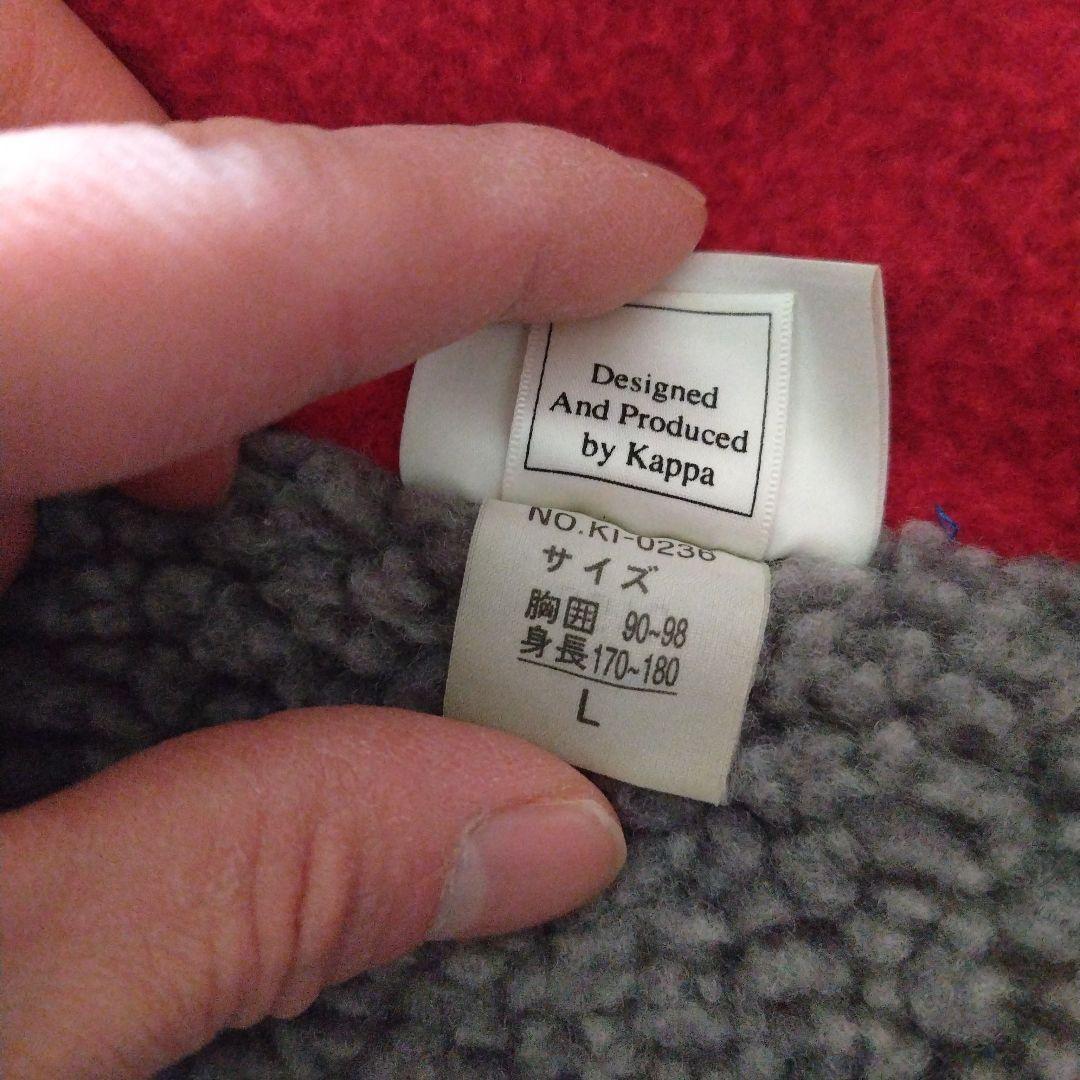 Designed
And Produced
by Kappa
NO.KI-0236
サイズ
胸囲 90~98
身長 170~180
L